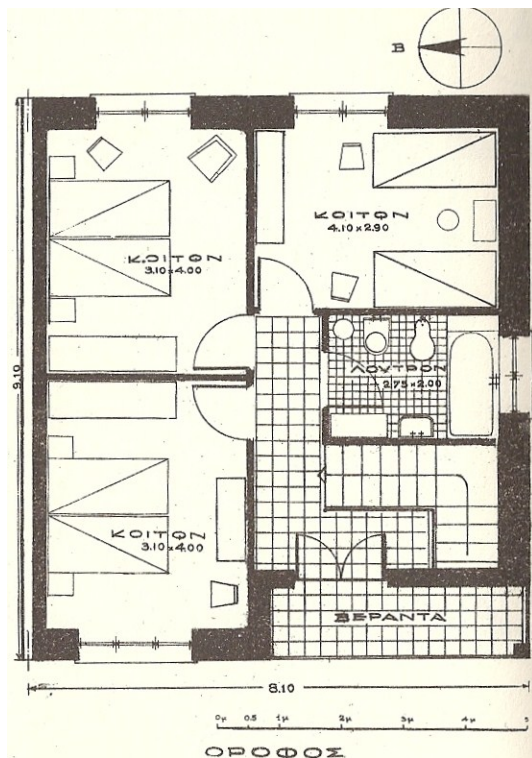 Β
ΚΟΙΤΩΝ
4.10 x 2.90
ΚΟΙΤΩΝ
3.10 x 4.00
ΛΟΥΤΡΟΝ
2.75 x 2.00
9.10
ΚΟΙΤΩΝ
3.10 x 4.00
ΒΕΡΑΝΤΑ
8.10
0μ 0.5 1μ 2μ 3μ 4μ 5
ΟΡΟΦΟΣ